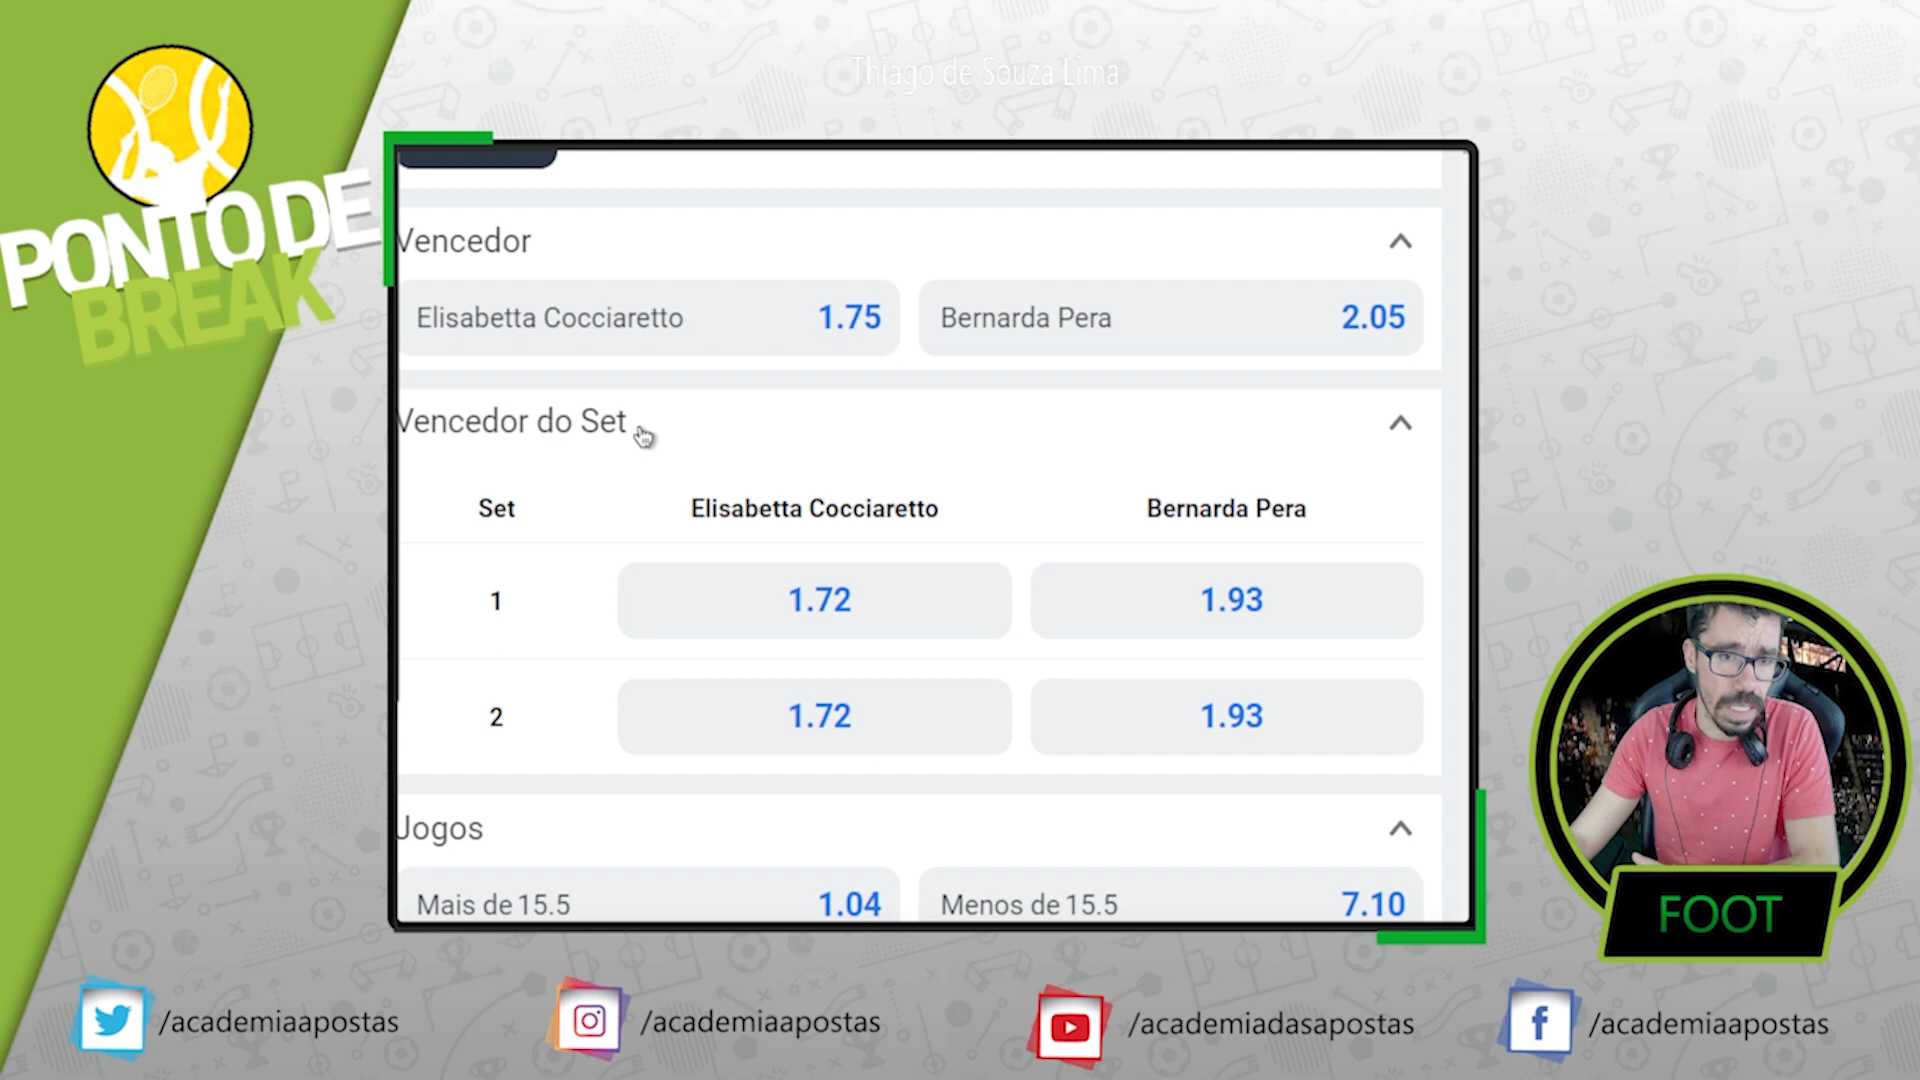 Thiago de Souza Lima
PONTO DE
BREAK
Vencedor
Elisabetta Cocciaretto 1.75 Bernarda Pera 2.05
Vencedor do Set
Set Elisabetta Cocciaretto Bernarda Pera
1 1.72 1.93
2 1.72 1.93
Jogos
Mais de 15.5 1.04 Menos de 15.5 7.10
FOOT
/academiaapostas /academiaapostas /academiadasapostas /academiaapostas